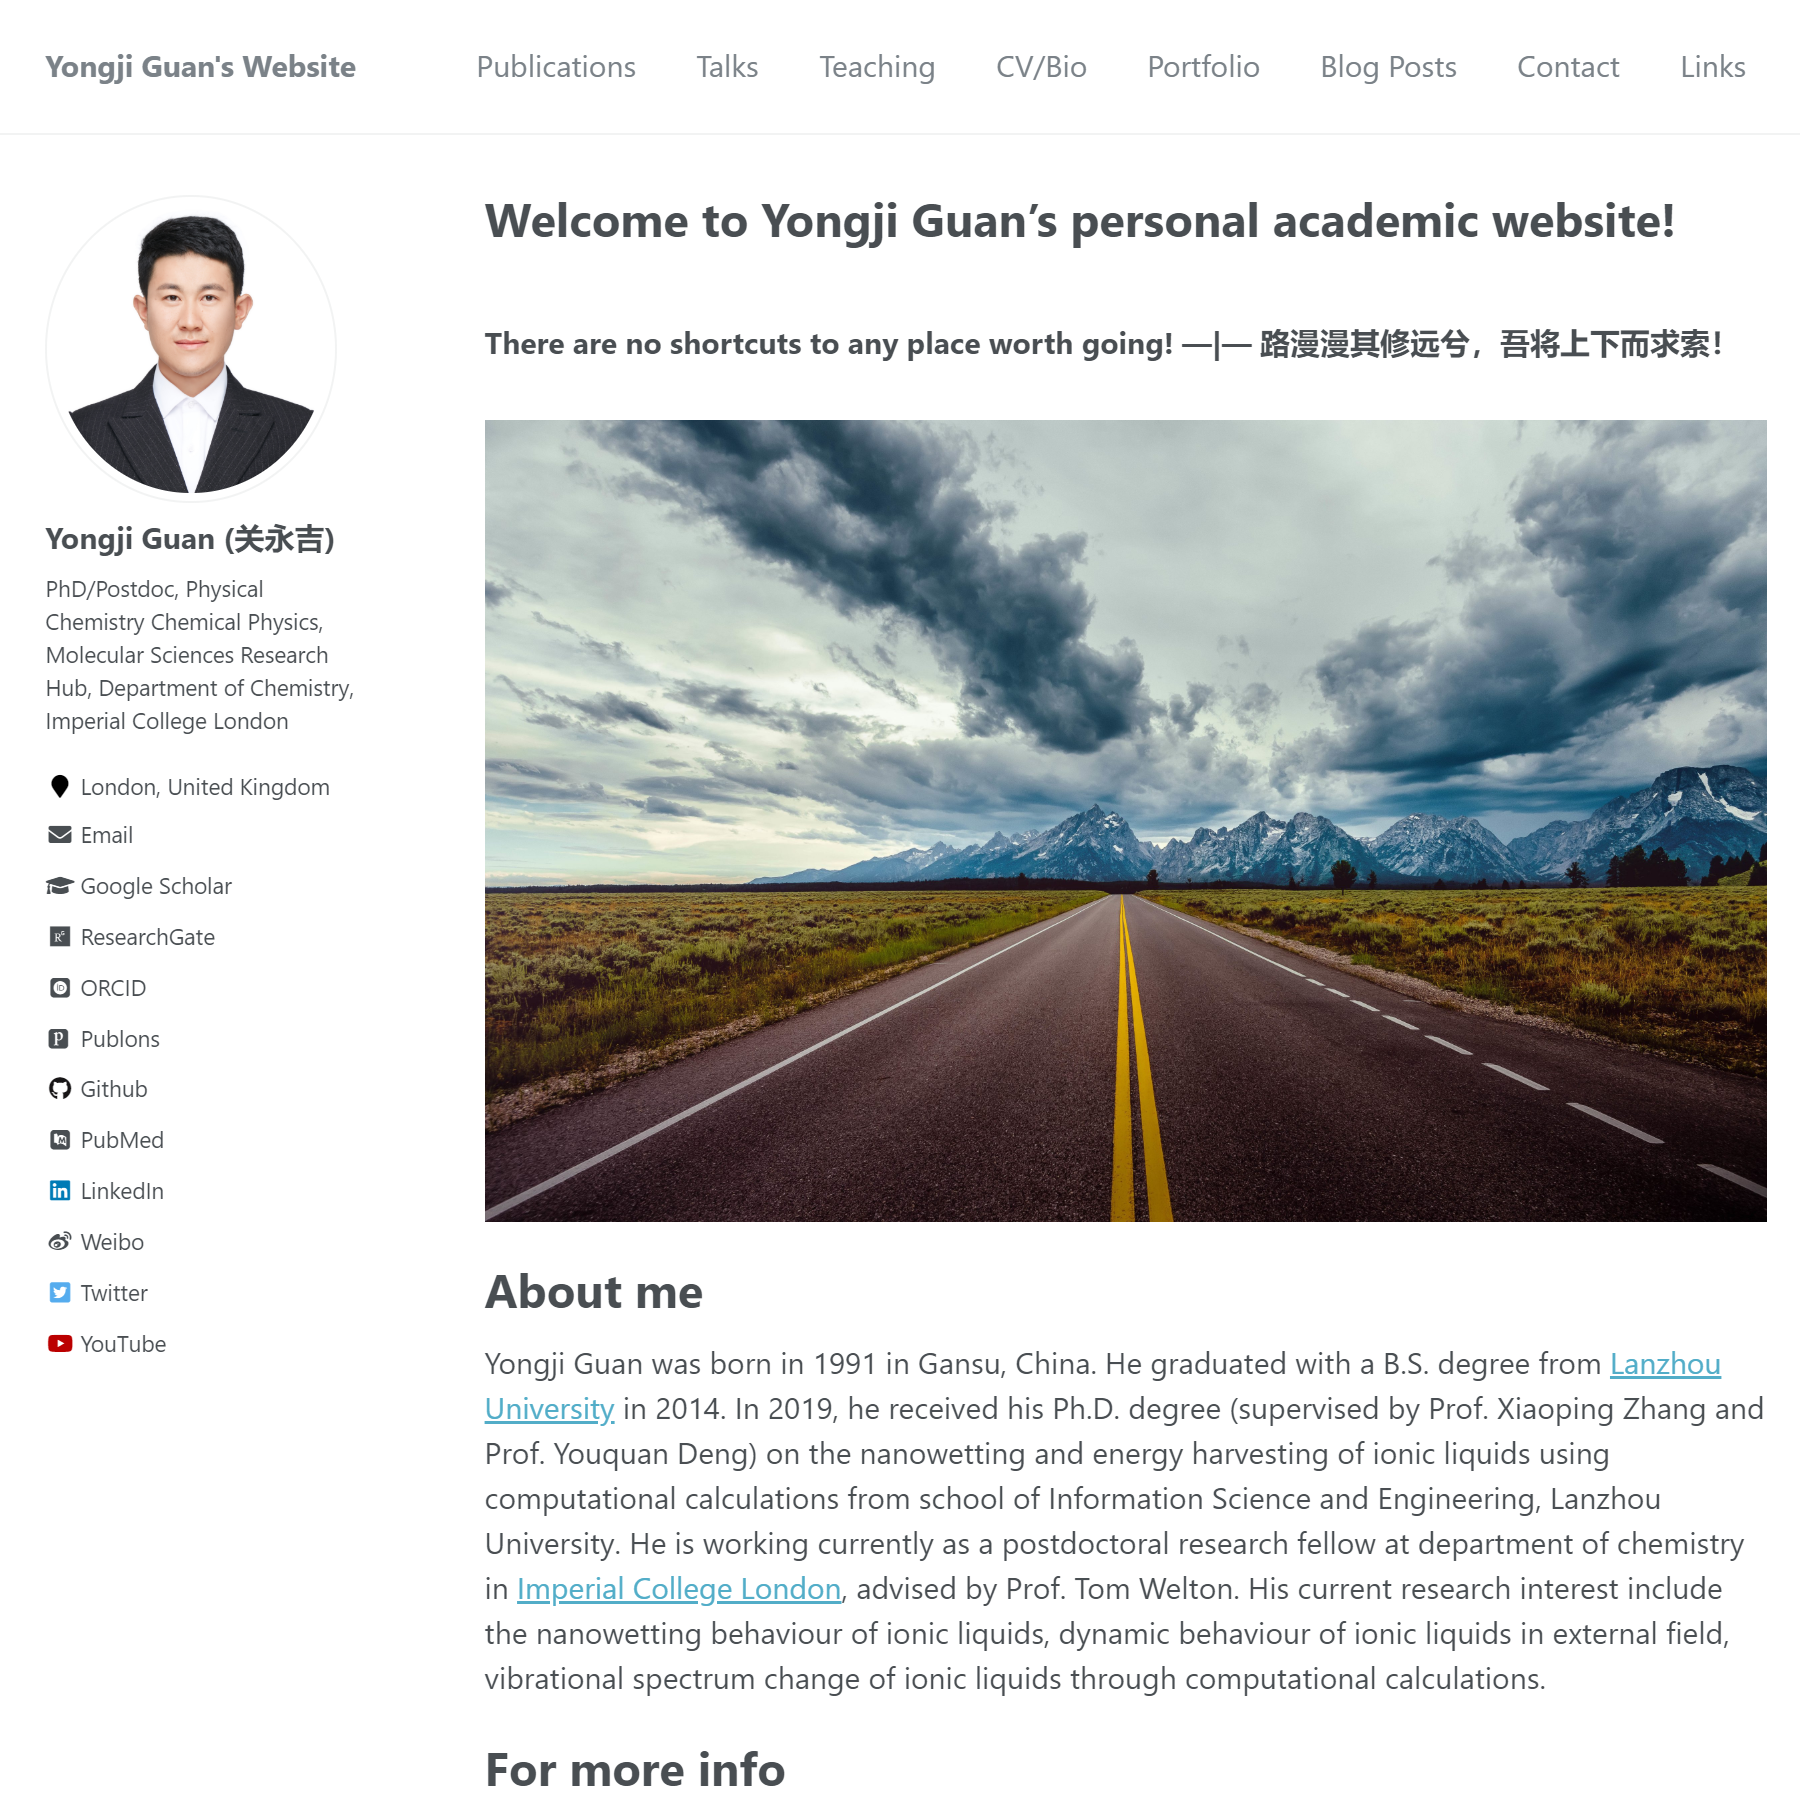 Yongji Guan's Website
Publications
Talks
Teaching
CV/Bio
Portfolio
Blog Posts
Contact
Links
Yongji Guan (关永吉)
PhD/Postdoc, Physical
Chemistry Chemical Physics,
Molecular Sciences Research
Hub, Department of Chemistry,
Imperial College London
London, United Kingdom
Email
Google Scholar
ResearchGate
ORCID
Publons
Github
PubMed
LinkedIn
Weibo
Twitter
YouTube
Welcome to Yongji Guan’s personal academic website!
There are no shortcuts to any place worth going! —|— 路漫漫其修远兮，吾将上下而求索！
About me
Yongji Guan was born in 1991 in Gansu, China. He graduated with a B.S. degree from Lanzhou
University in 2014. In 2019, he received his Ph.D. degree (supervised by Prof. Xiaoping Zhang and
Prof. Youquan Deng) on the nanowetting and energy harvesting of ionic liquids using
computational calculations from school of Information Science and Engineering, Lanzhou
University. He is working currently as a postdoctoral research fellow at department of chemistry
in Imperial College London, advised by Prof. Tom Welton. His current research interest include
the nanowetting behaviour of ionic liquids, dynamic behaviour of ionic liquids in external field,
vibrational spectrum change of ionic liquids through computational calculations.
For more info